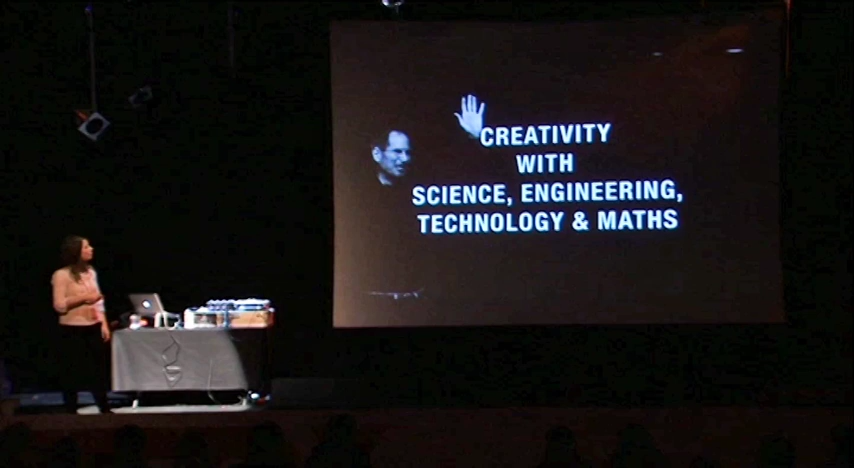 CREATIVITY
WITH
SCIENCE, ENGINEERING,
TECHNOLOGY & MATHS